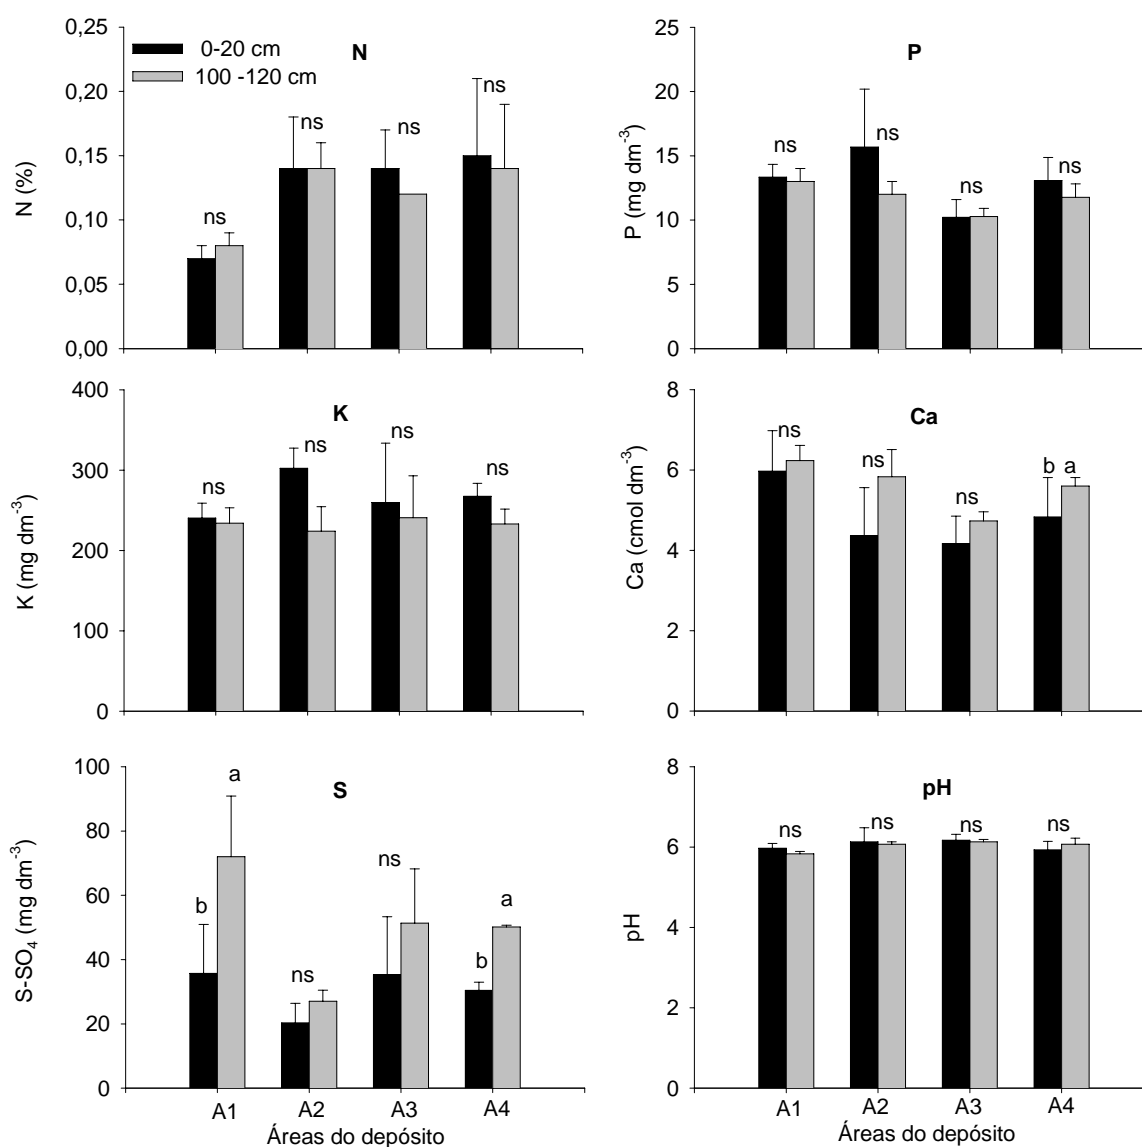 0-20 cm
100 -120 cm
N
N (%)
0,25
0,20
0,15
0,10
0,05
0,00
ns
ns
ns
ns
P
P (mg dm⁻³)
25
20
15
10
5
0
ns
ns
ns
ns
K
K (mg dm⁻³)
400
300
200
100
0
ns
ns
ns
ns
Ca
Ca (cmol dm⁻³)
8
6
4
2
0
ns
ns
ns
b a
S
S-SO₄ (mg dm⁻³)
100
80
60
40
20
0
b
a
ns
ns
b
a
A1 A2 A3 A4
Áreas do depósito
pH
pH
8
6
4
2
0
ns
ns
ns
ns
A1 A2 A3 A4
Áreas do depósito